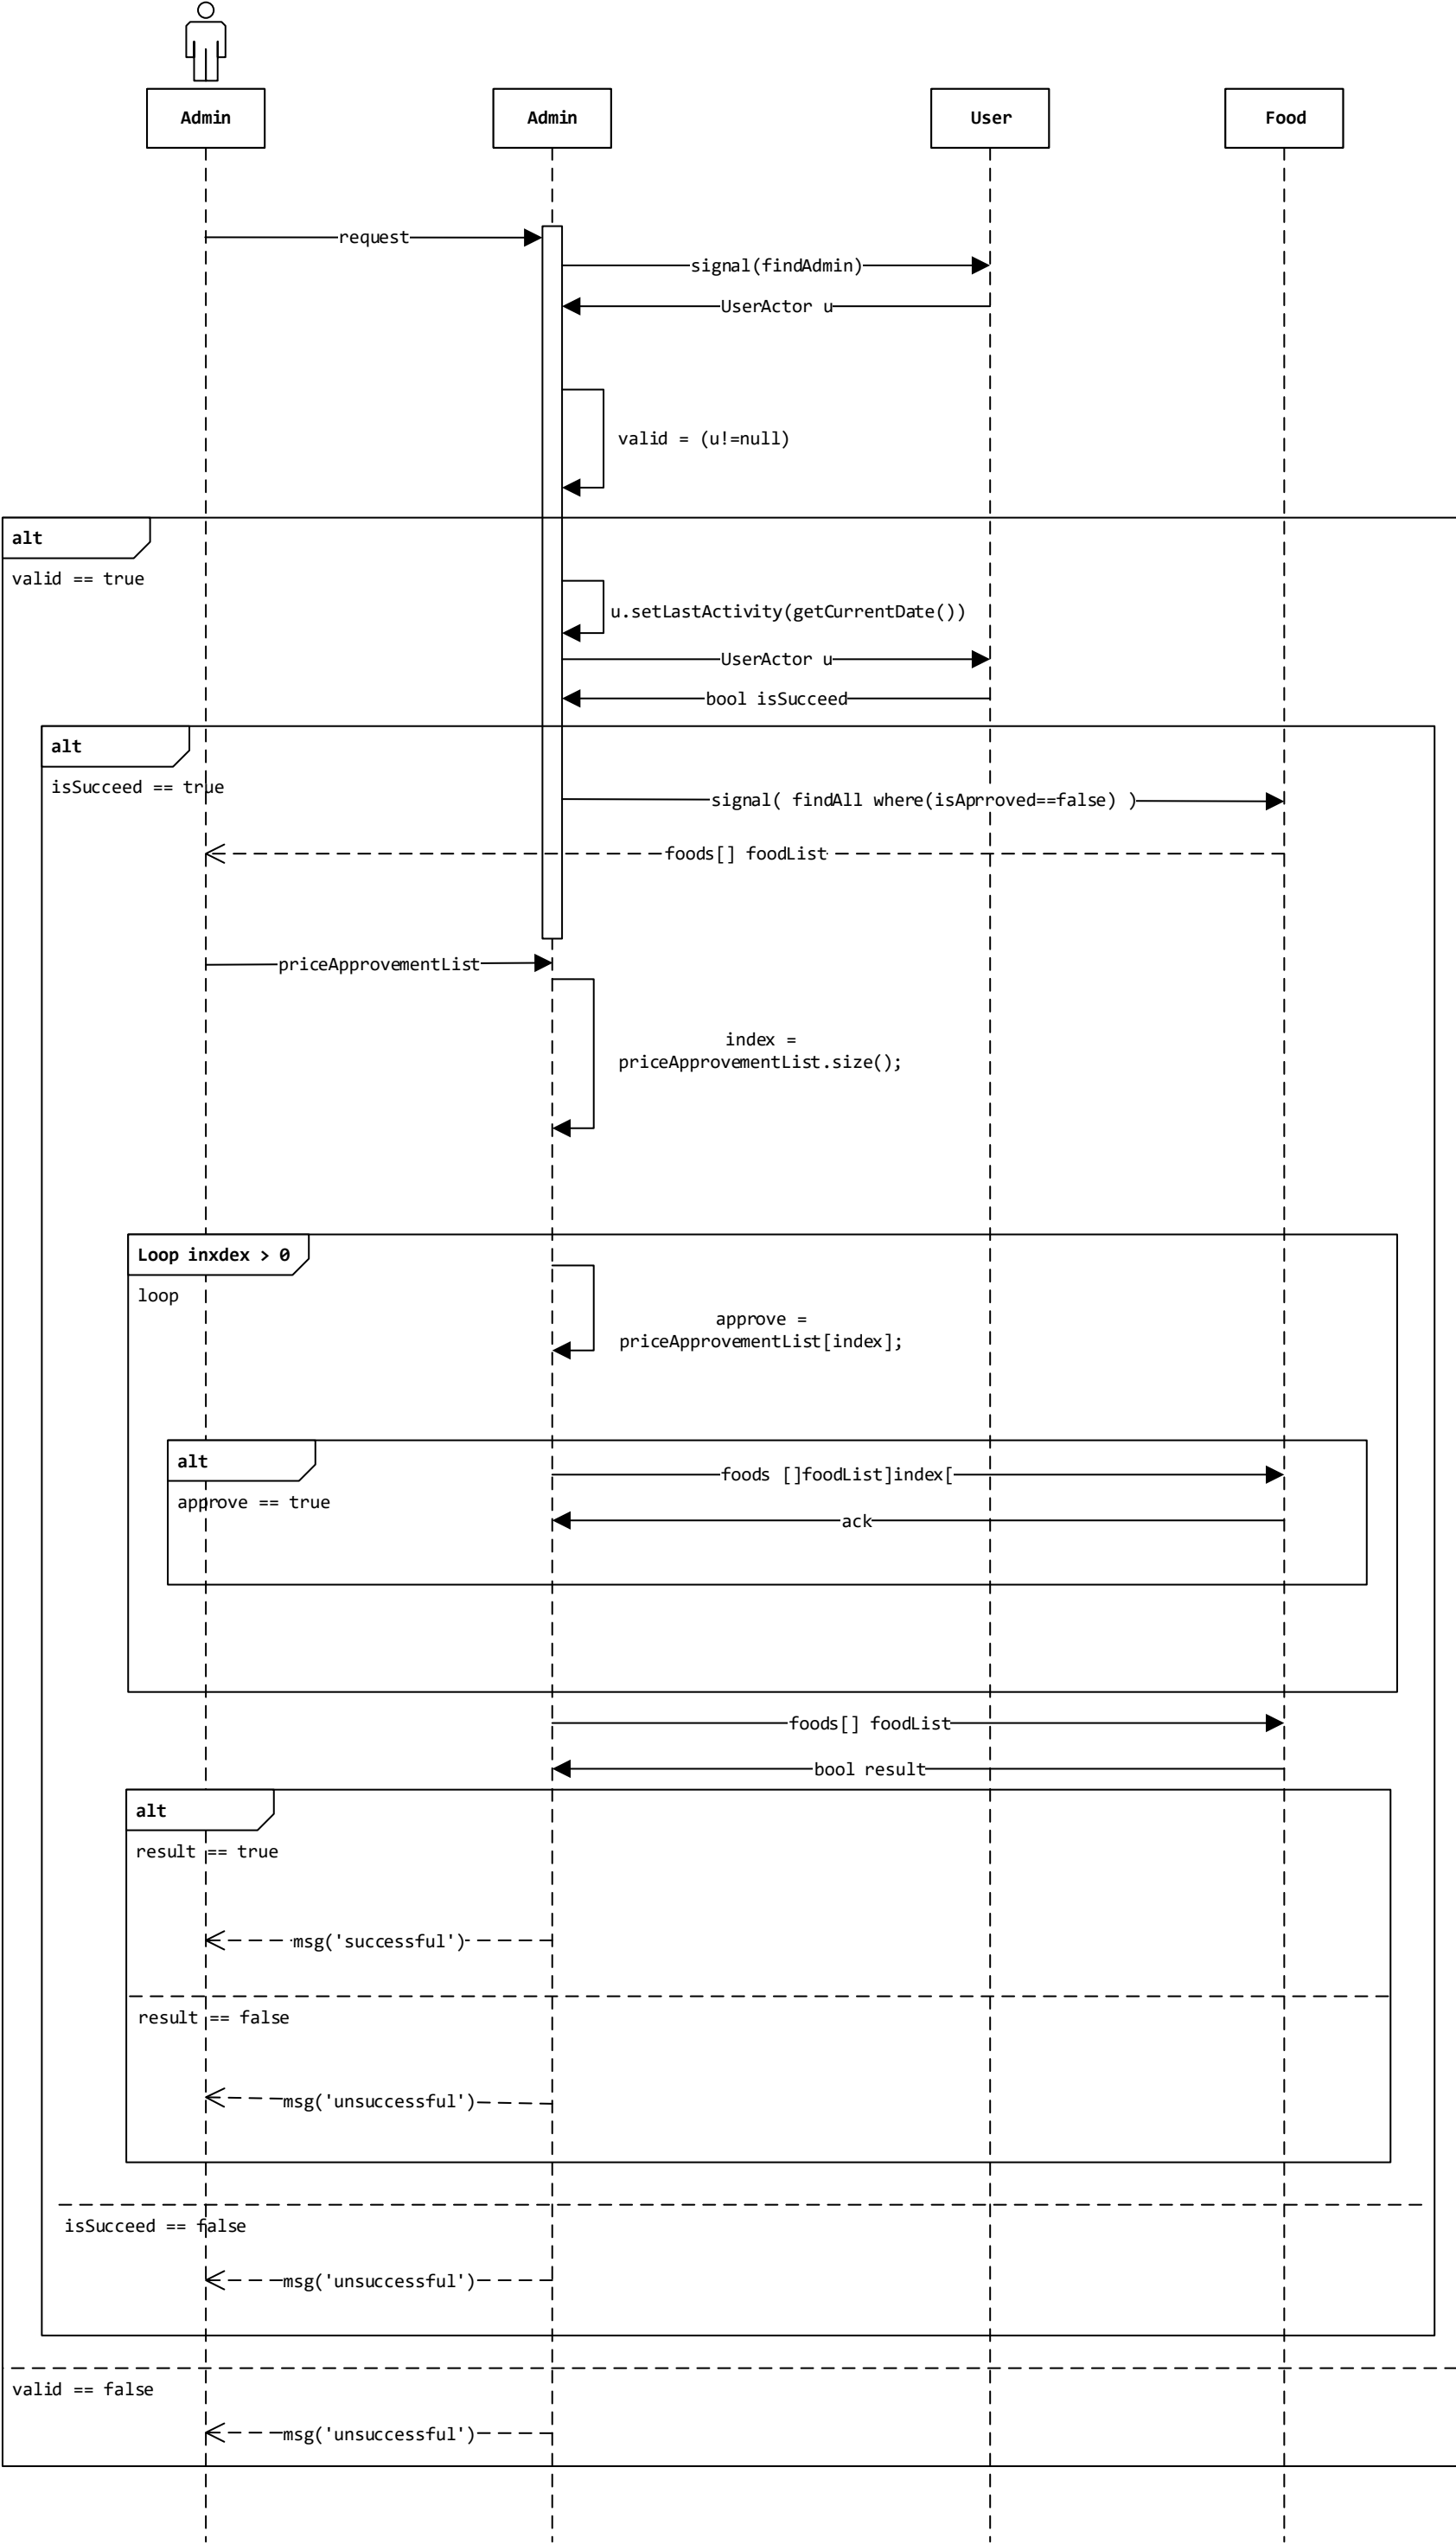 Admin
Admin
User
Food
request
signal(findAdmin)
UserActor u
valid = (u!=null)
alt
valid == true
u.setLastActivity(getCurrentDate())
UserActor u
bool isSucceed
alt
isSucceed == true
signal( findAll where(isAprroved==false) )
foods[] foodList
priceApprovementList
index =
priceApprovementList.size();
Loop inxdex > 0
loop
approve =
priceApprovementList[index];
alt
foods []foodList]index[
approve == true
ack
foods[] foodList
bool result
alt
result == true
msg('successful')
result == false
msg('unsuccessful')
isSucceed == false
msg('unsuccessful')
valid == false
msg('unsuccessful')